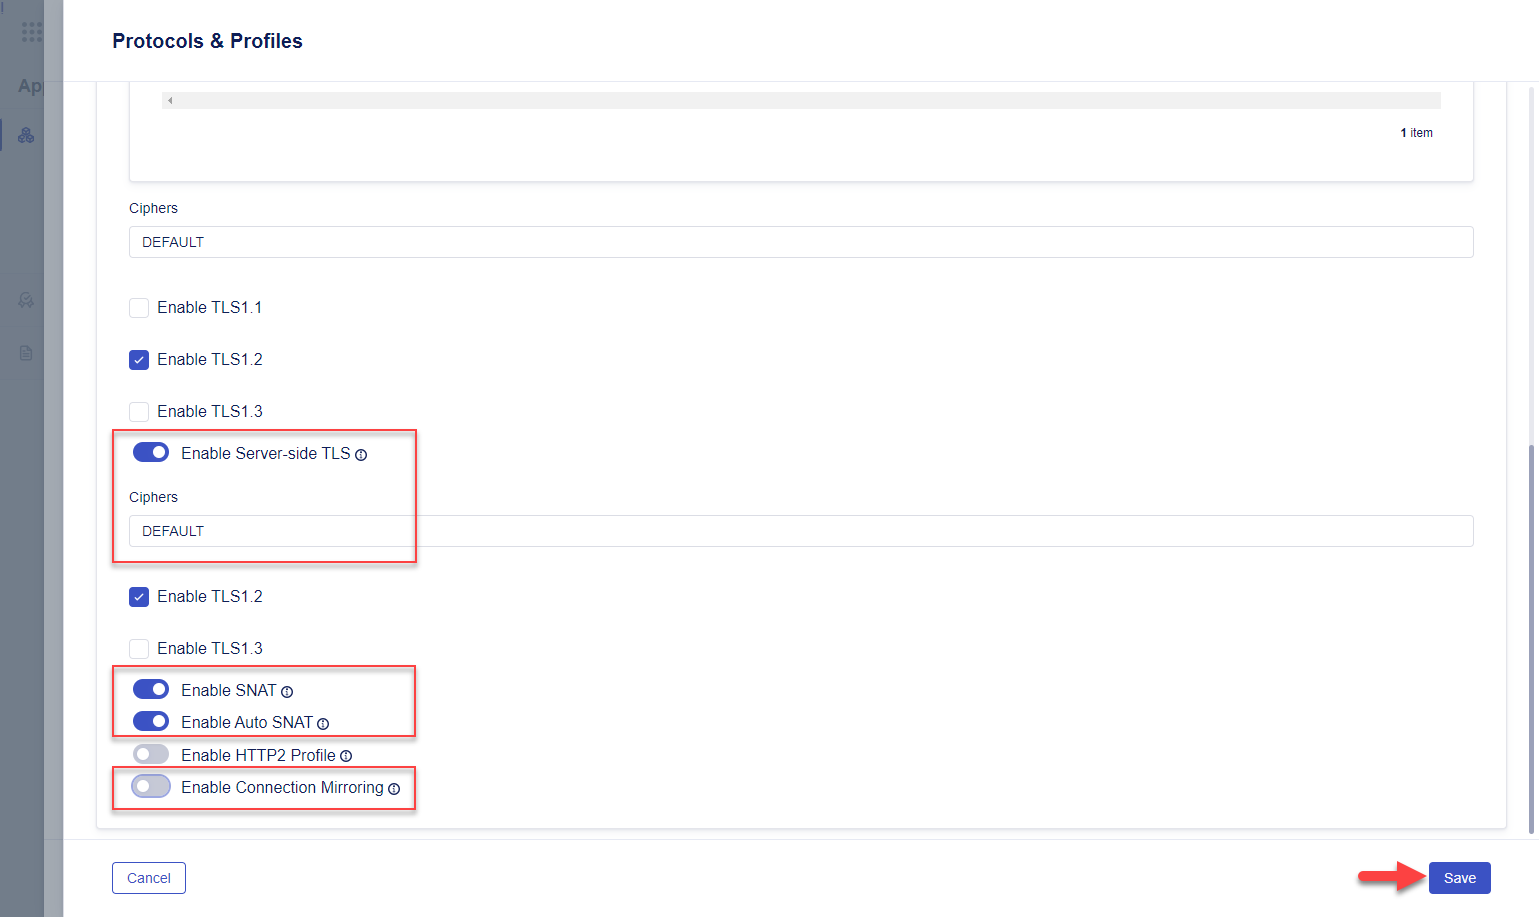 Protocols & Profiles
App
1 item
Ciphers
DEFAULT
Enable TLS1.1
Enable TLS1.2
Enable TLS1.3
Enable Server-side TLS
Ciphers
DEFAULT
Enable TLS1.2
Enable TLS1.3
Enable SNAT
Enable Auto SNAT
Enable HTTP2 Profile
Enable Connection Mirroring
Cancel
Save